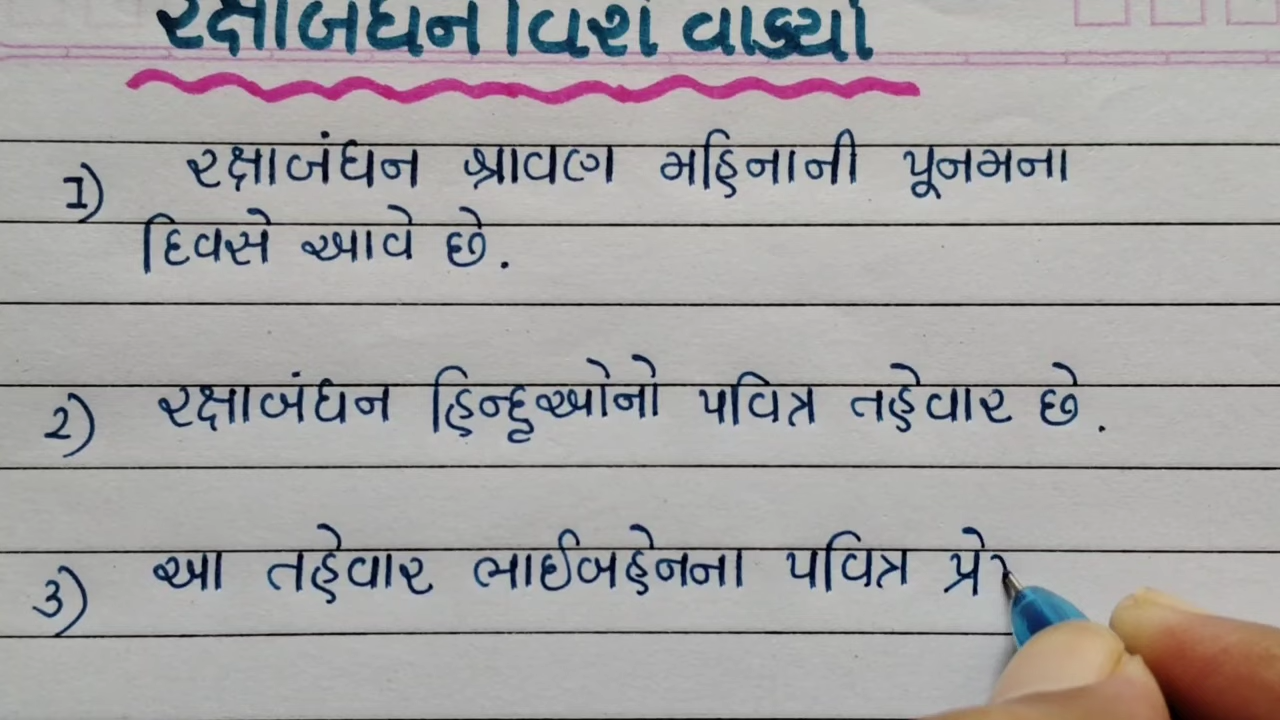 રક્ષાબંધન વિશે વાક્યો
1) રક્ષાબંધન શ્રાવણ મહિનાની પૂનમના
દિવસે આવે છે.
2) રક્ષાબંધન હિન્દૂઓનો પવિત્ર તહેવાર છે.
3) આ તહેવાર ભાઈબહેનના પવિત્ર પ્રે